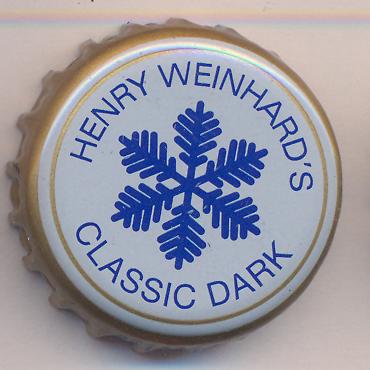 HENRY WEINHARD'S
CLASSIC DARK